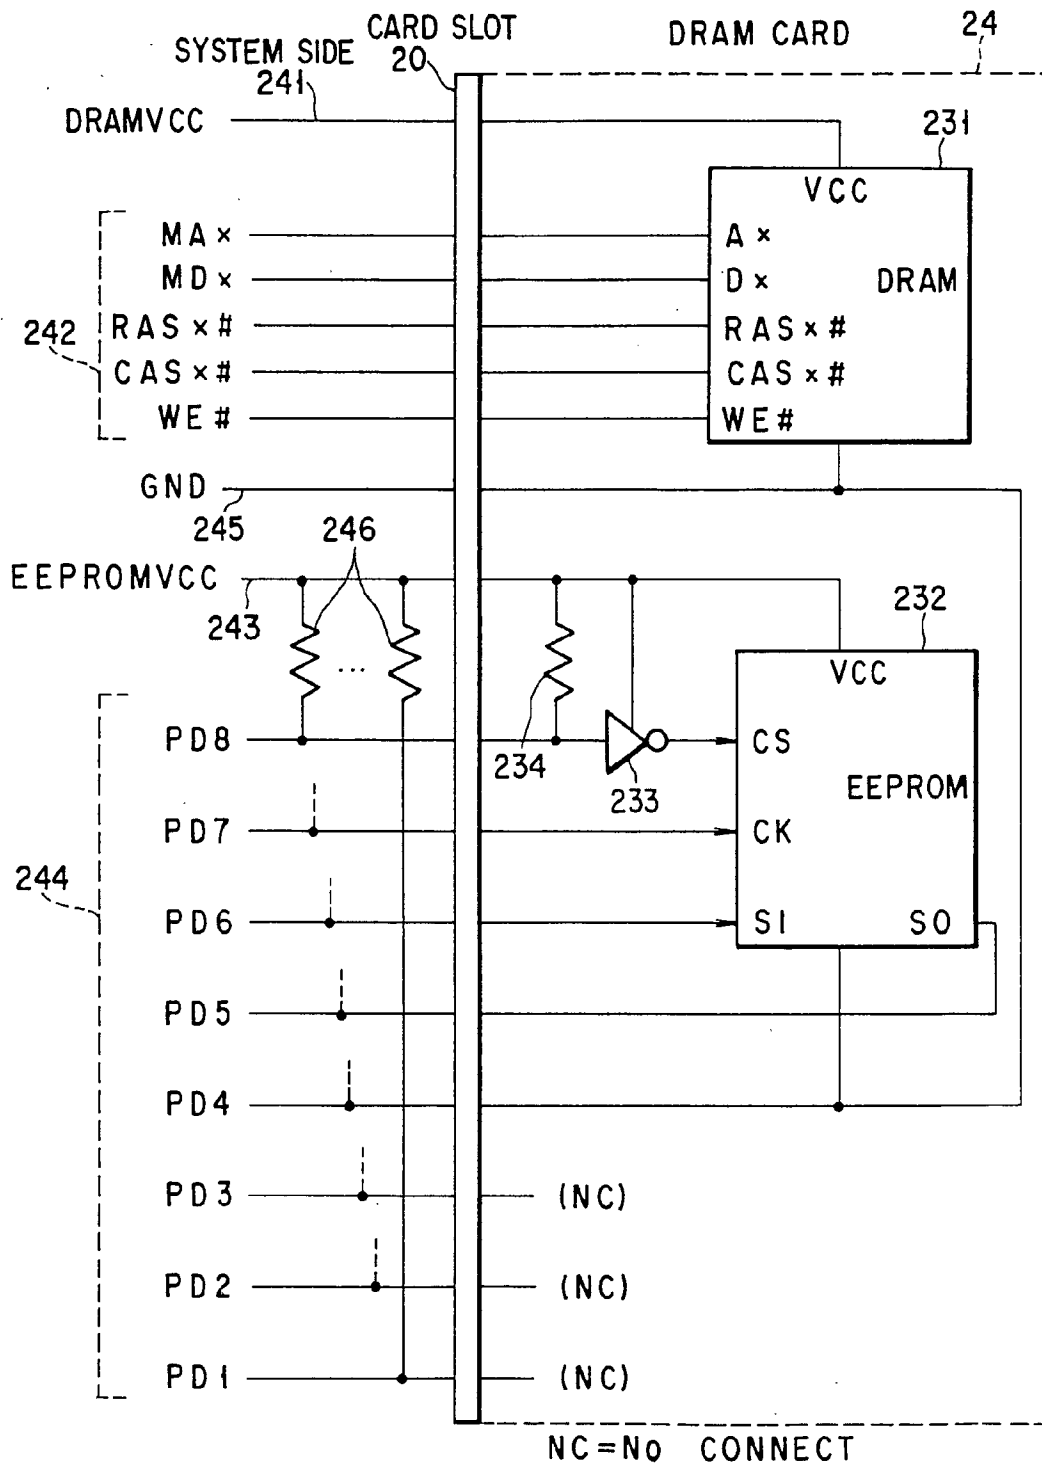 CARD SLOT
20
DRAM CARD
24
SYSTEM SIDE
241
DRAMVCC
231
VCC
242
MA×
A×
MD×
D×
DRAM
RAS×#
RAS×#
CAS×#
CAS×#
WE#
WE#
GND
245
246
EEPROMVCC
243
232
VCC
...
244
PD8
234
233
CS
EEPROM
PD7
CK
PD6
SI
SO
PD5
PD4
PD3
(NC)
PD2
(NC)
PD1
(NC)
NC=No CONNECT